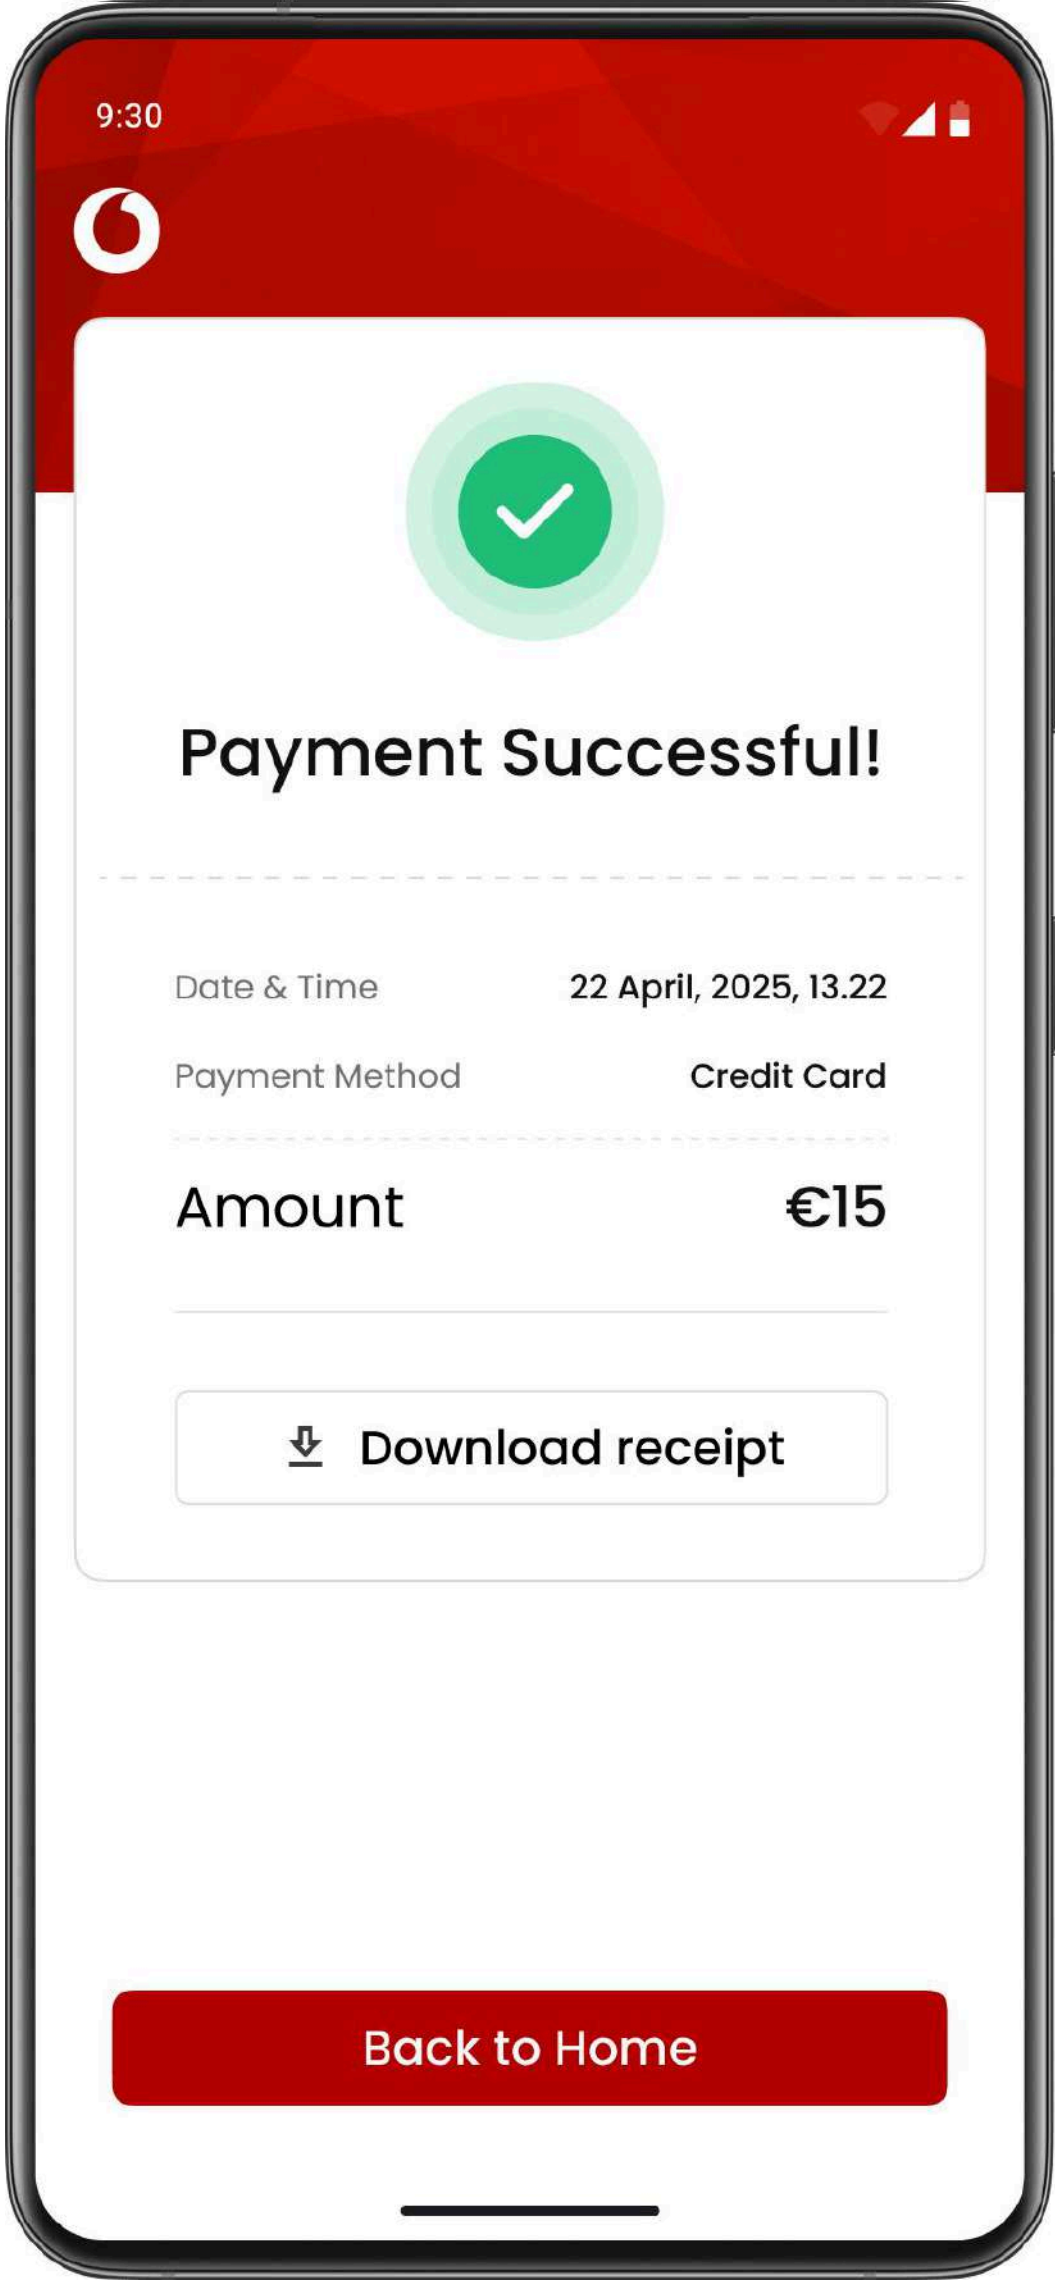 9:30
Payment Successful!
Date & Time 22 April, 2025, 13.22
Payment Method Credit Card
Amount €15
Download receipt
Back to Home